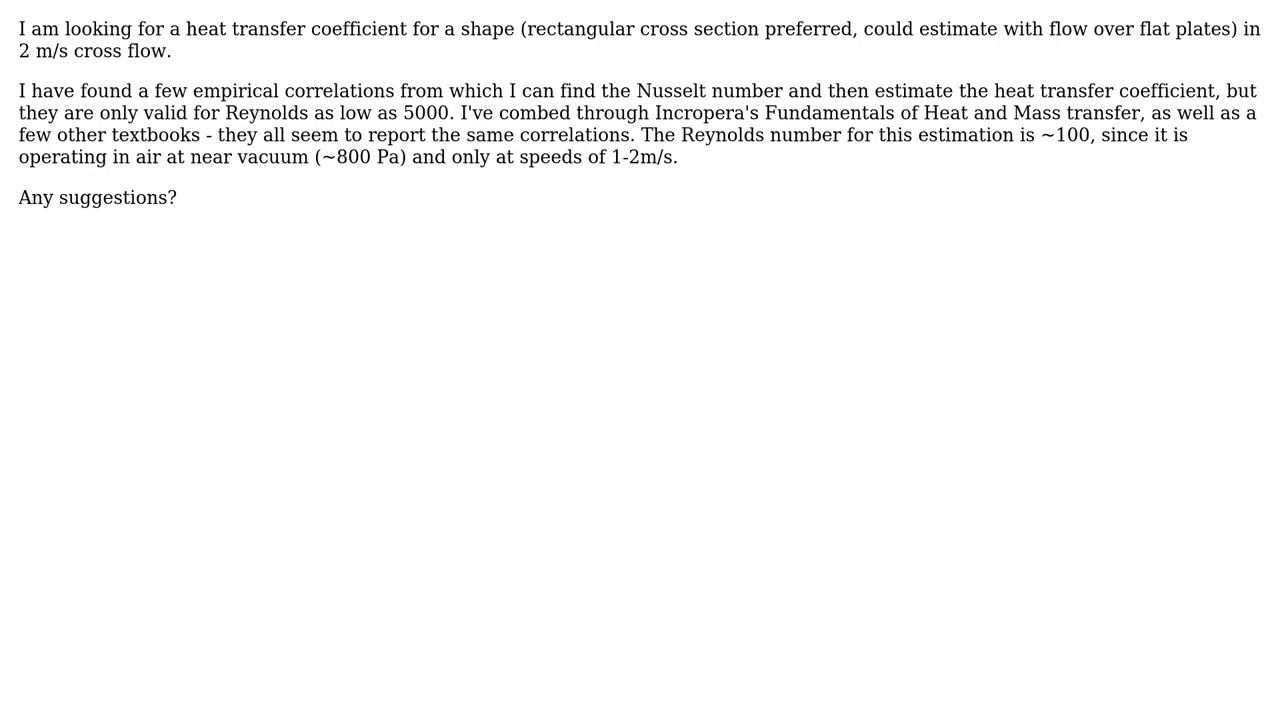 I am looking for a heat transfer coefficient for a shape (rectangular cross section preferred, could estimate with flow over flat plates) in
2 m/s cross flow.
I have found a few empirical correlations from which I can find the Nusselt number and then estimate the heat transfer coefficient, but
they are only valid for Reynolds as low as 5000. I've combed through Incropera's Fundamentals of Heat and Mass transfer, as well as a
few other textbooks - they all seem to report the same correlations. The Reynolds number for this estimation is ~100, since it is
operating in air at near vacuum (~800 Pa) and only at speeds of 1-2m/s.
Any suggestions?